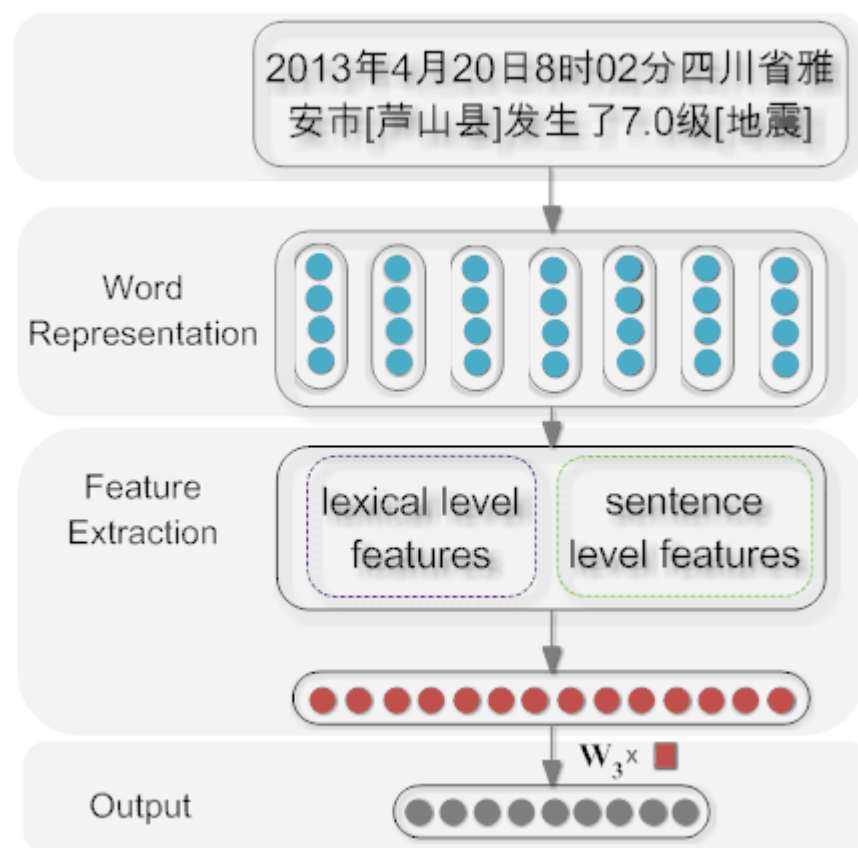 2013年4月20日8时02分四川省雅
安市[芦山县]发生了7.0级[地震]
Word
Representation
Feature
Extraction
lexical level
features
sentence
level features
W₃×
Output